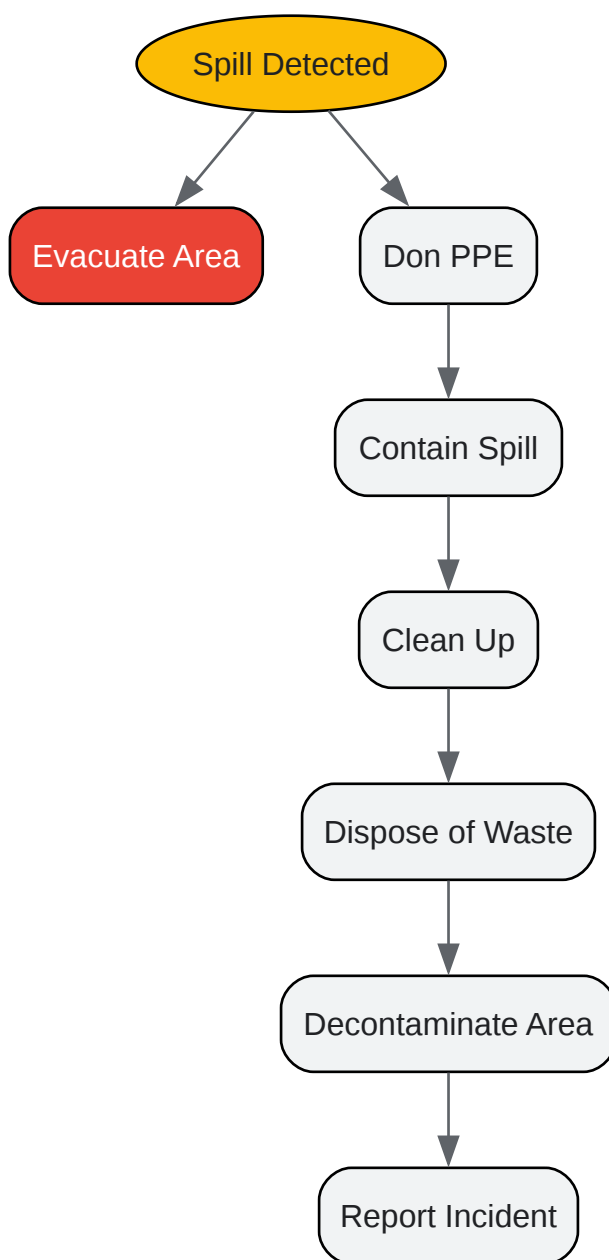 Spill Detected
Evacuate Area
Don PPE
Contain Spill
Clean Up
Dispose of Waste
Decontaminate Area
Report Incident